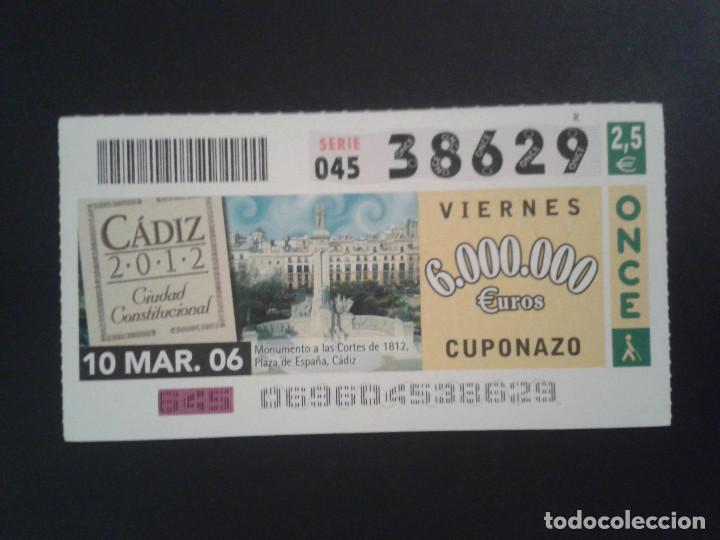 R
SERIE
045
38629
2,5
€
ONCE
CÁDIZ
2·0·1·2
Ciudad
Constitucional
VIERNES
6.000.000
€uros
CUPONAZO
10 MAR. 06
Monumento a las Cortes de 1812,
Plaza de España, Cádiz
069604538629
todocoleccion.net